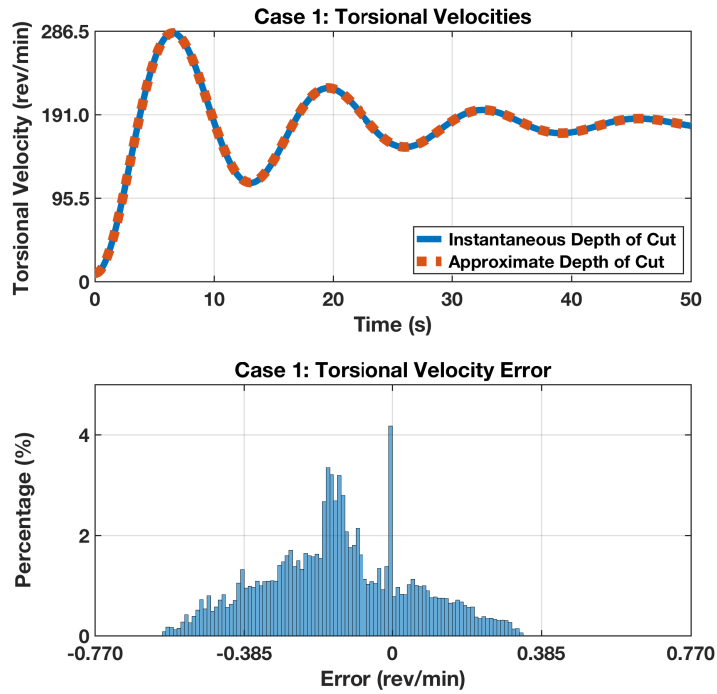 Case 1: Torsional Velocities
Torsional Velocity (rev/min)
286.5
191.0
95.5
0
Instantaneous Depth of Cut
Approximate Depth of Cut
0 10 20 30 40 50
Time (s)
Case 1: Torsional Velocity Error
Percentage (%)
4
2
0
-0.770 -0.385 0 0.385 0.770
Error (rev/min)